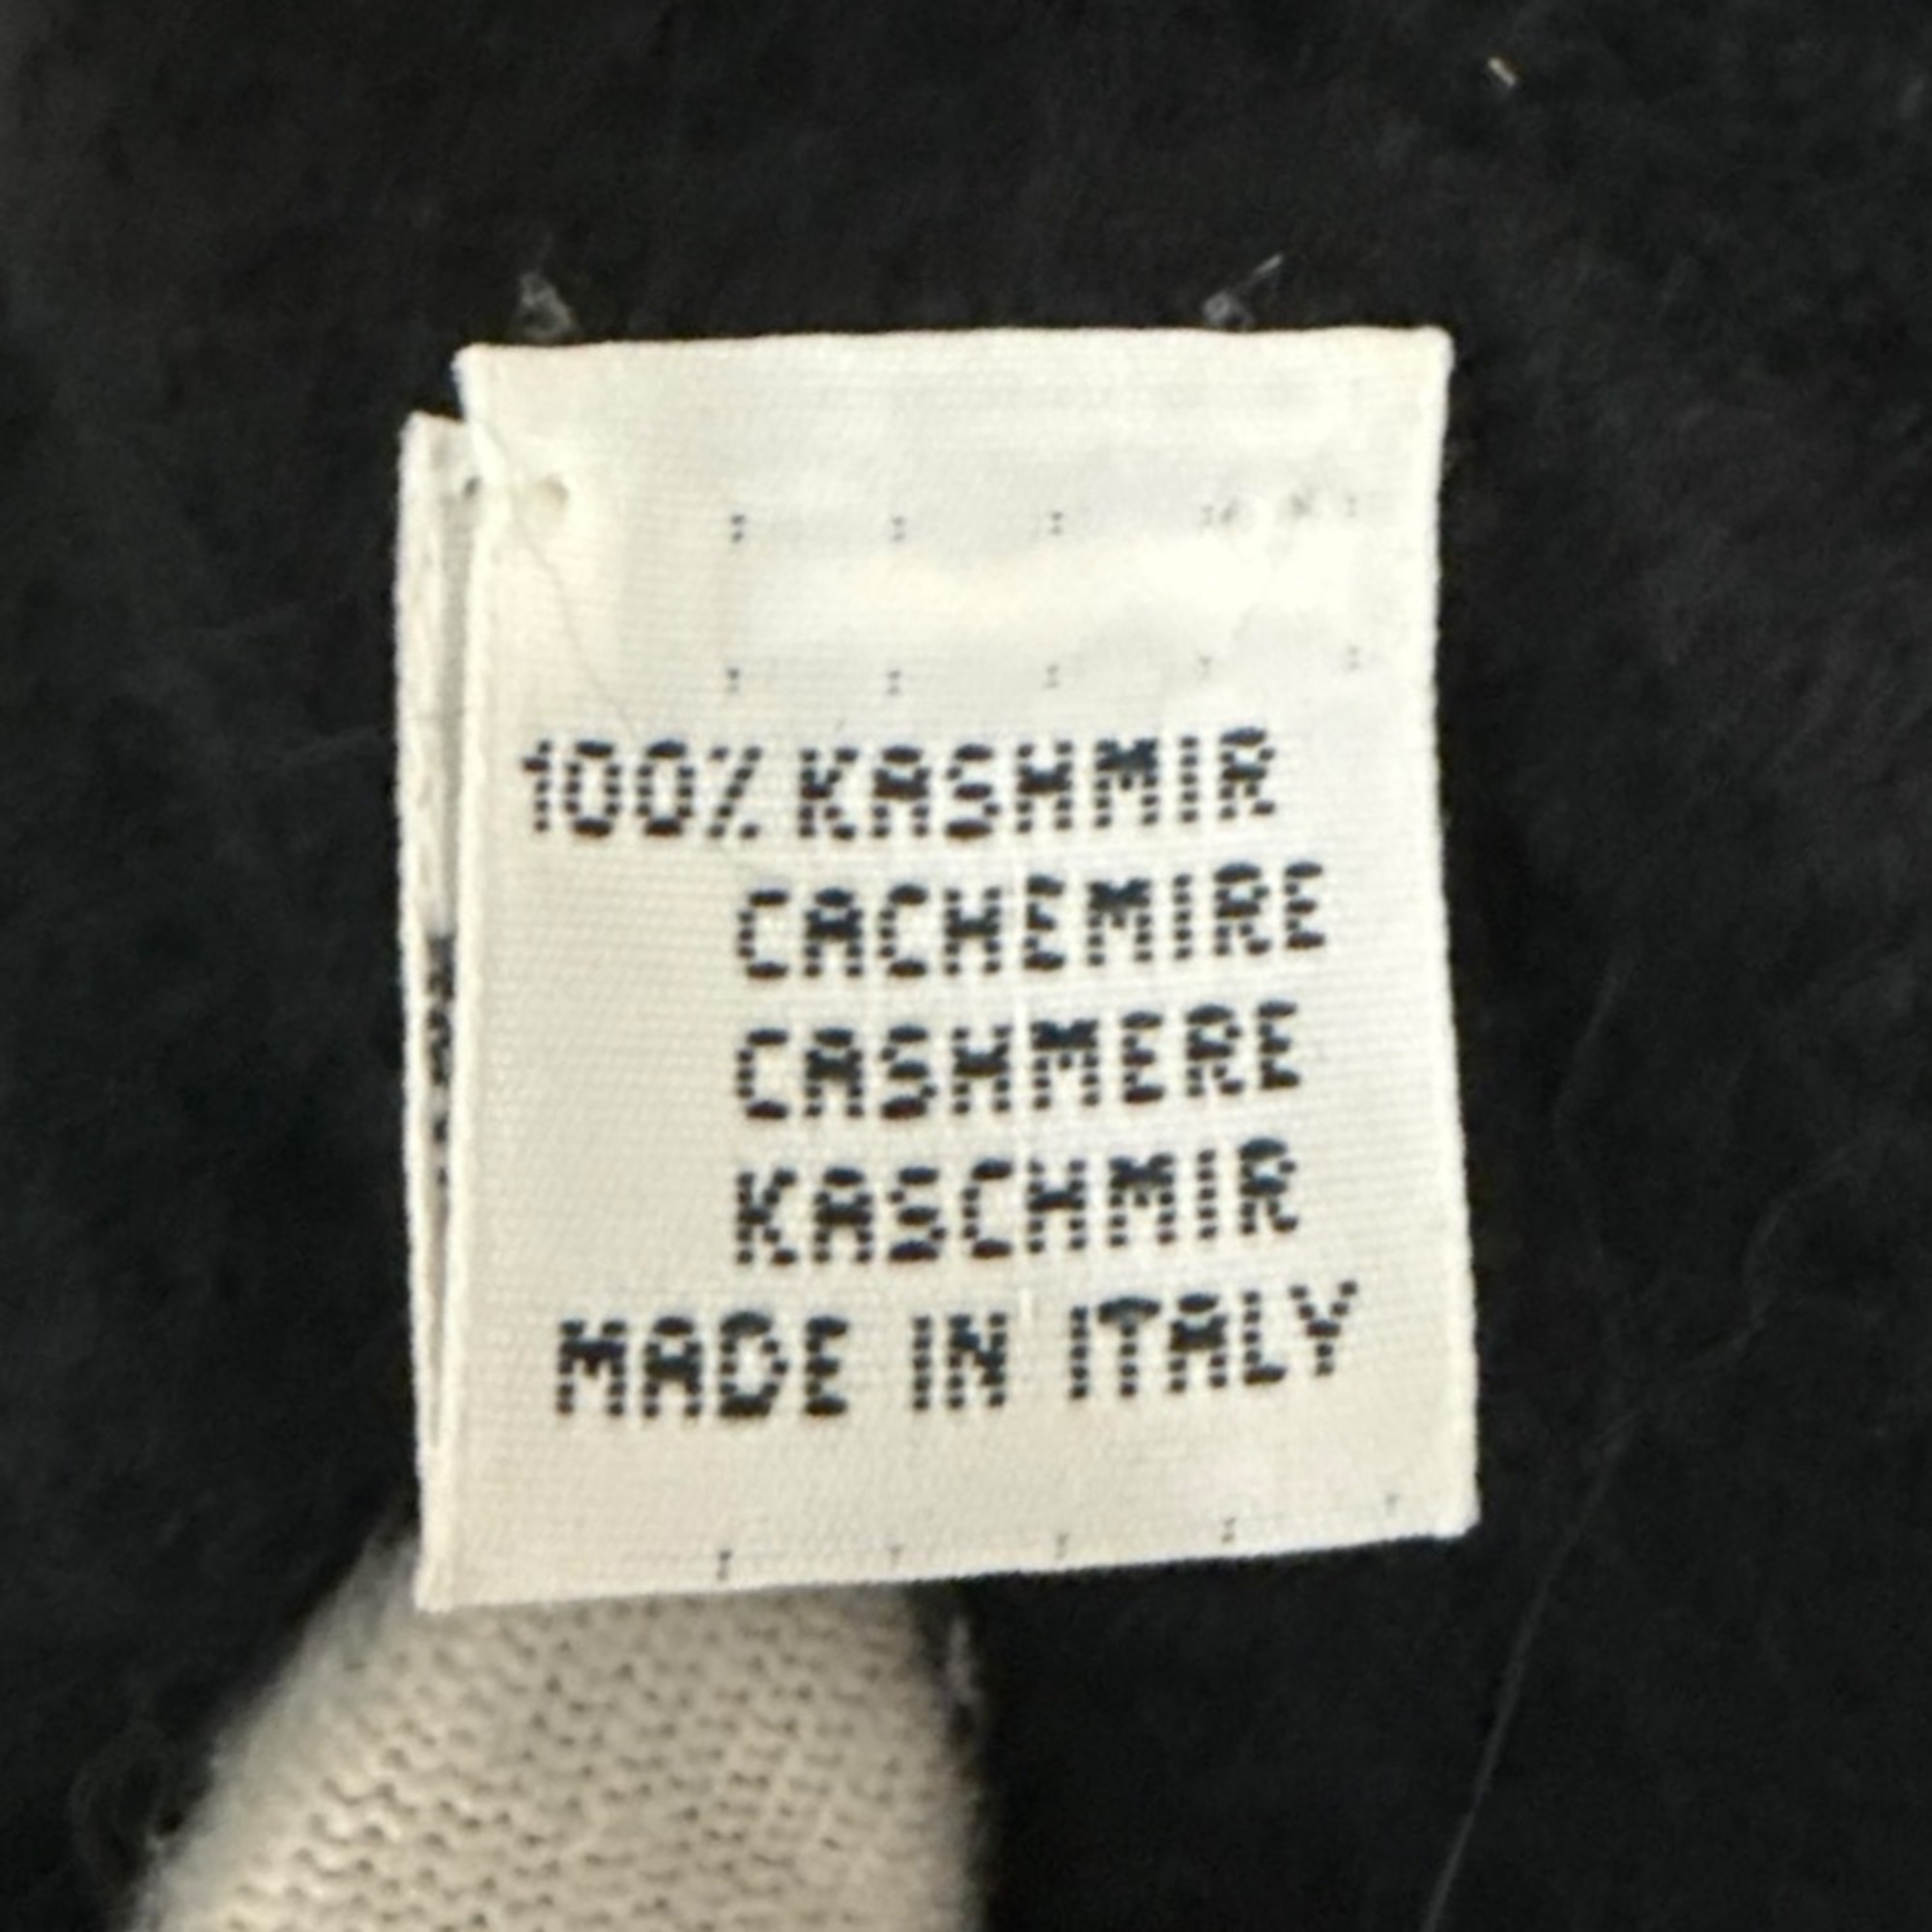 100% KASHMIR
CACHEMIRE
CASHMERE
KASCHMIR
MADE IN ITALY